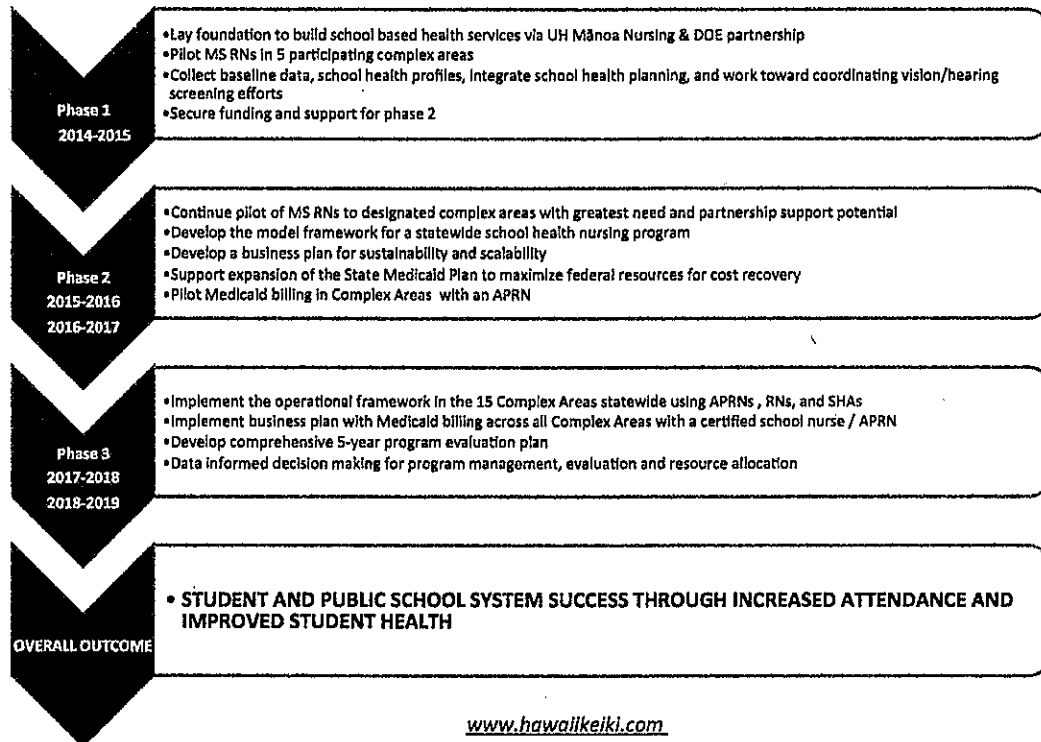 •Lay foundation to build school based health services via UH Mānoa Nursing & DOE partnership
•Pilot MS RNs in 5 participating complex areas
•Collect baseline data, school health profiles, integrate school health planning, and work toward coordinating vision/hearing
screening efforts
•Secure funding and support for phase 2
Phase 1
2014-2015
•Continue pilot of MS RNs to designated complex areas with greatest need and partnership support potential
•Develop the model framework for a statewide school health nursing program
•Develop a business plan for sustainability and scalability
•Support expansion of the State Medicaid Plan to maximize federal resources for cost recovery
•Pilot Medicaid billing in Complex Areas with an APRN
Phase 2
2015-2016
2016-2017
•Implement the operational framework in the 15 Complex Areas statewide using APRNs , RNs, and SHAs
•Implement business plan with Medicaid billing across all Complex Areas with a certified school nurse / APRN
•Develop comprehensive 5-year program evaluation plan
•Data informed decision making for program management, evaluation and resource allocation
Phase 3
2017-2018
2018-2019
• STUDENT AND PUBLIC SCHOOL SYSTEM SUCCESS THROUGH INCREASED ATTENDANCE AND
IMPROVED STUDENT HEALTH
OVERALL OUTCOME
www.hawaiikeiki.com